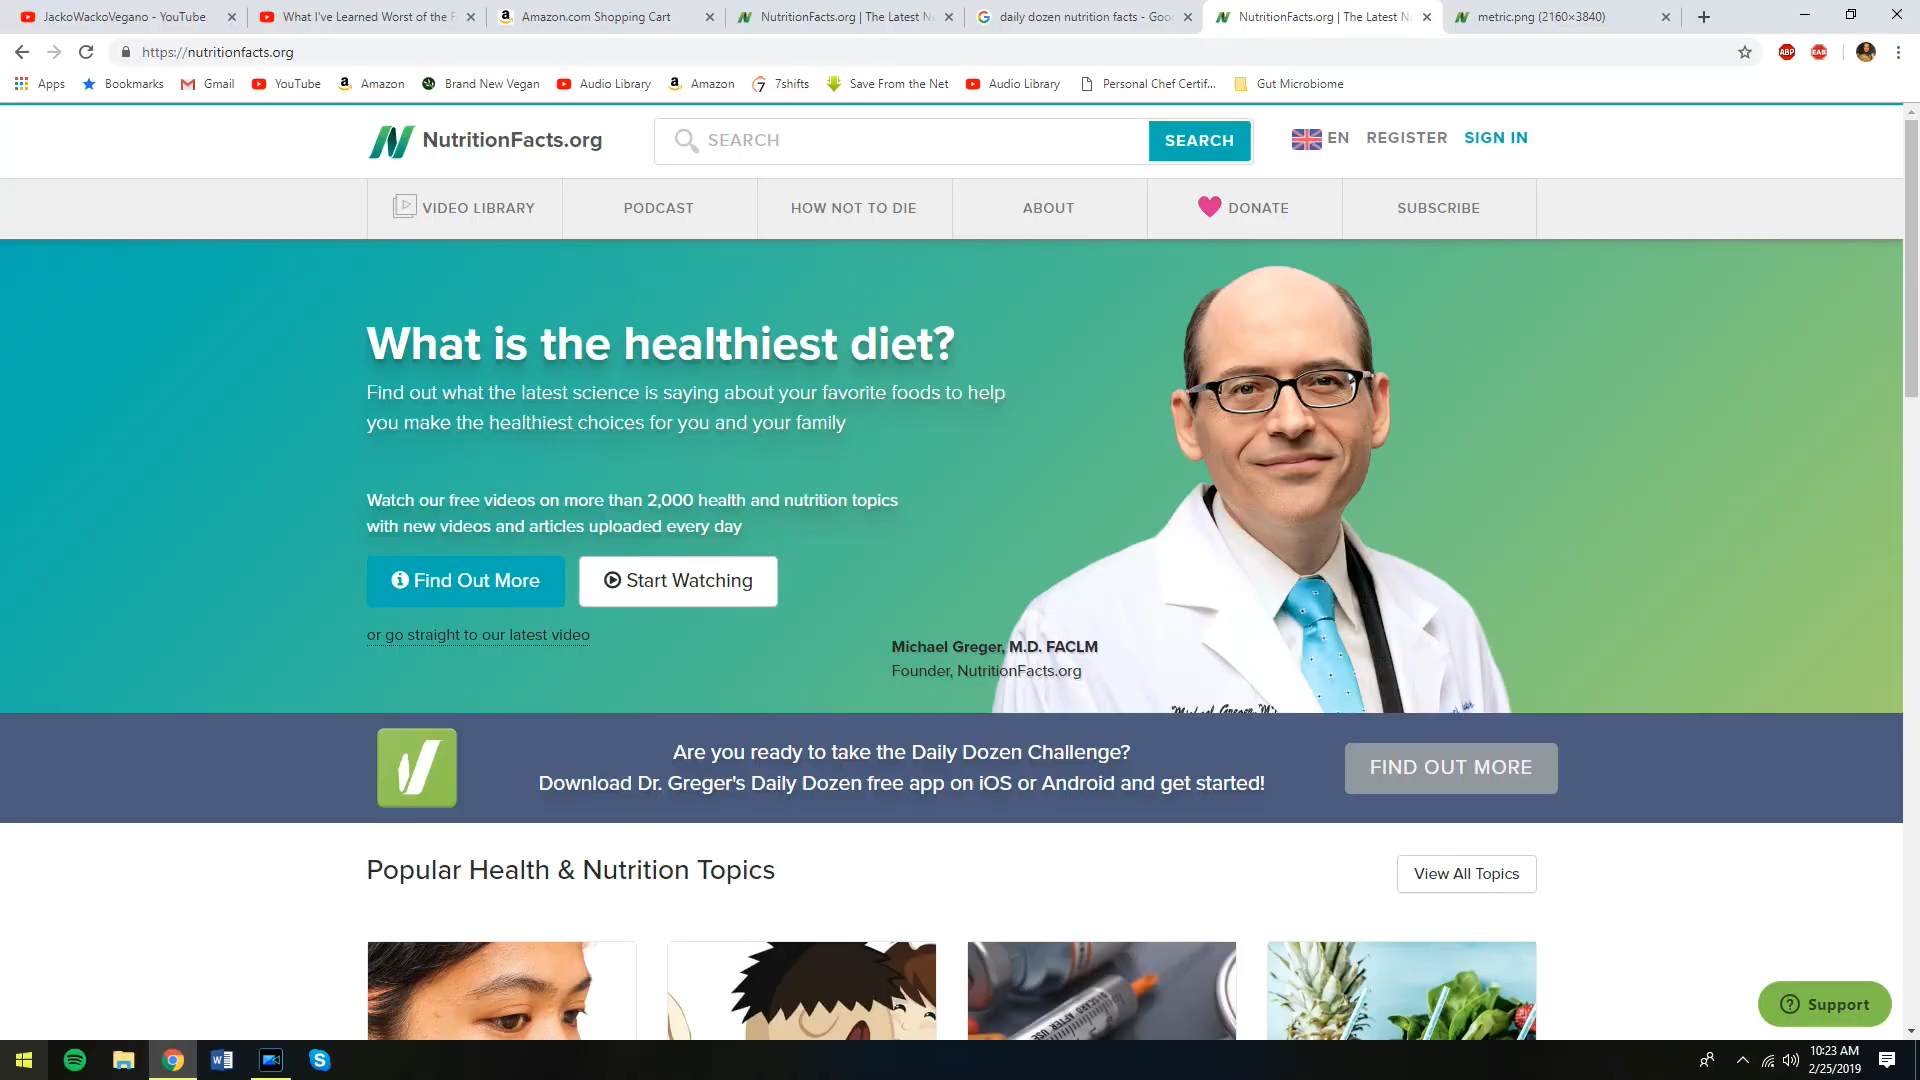 JackoWackoVegano - YouTube
What I've Learned Worst of the F
Amazon.com Shopping Cart
NutritionFacts.org | The Latest N
daily dozen nutrition facts - Goo
NutritionFacts.org | The Latest N
metric.png (2160×3840)
https://nutritionfacts.org
ABP
EAB
Apps
Bookmarks
Gmail
YouTube
Amazon
Brand New Vegan
Audio Library
Amazon
7shifts
Save From the Net
Audio Library
Personal Chef Certif...
Gut Microbiome
NutritionFacts.org
SEARCH
SEARCH
EN
REGISTER
SIGN IN
VIDEO LIBRARY
PODCAST
HOW NOT TO DIE
ABOUT
DONATE
SUBSCRIBE
What is the healthiest diet?
Find out what the latest science is saying about your favorite foods to help
you make the healthiest choices for you and your family
Watch our free videos on more than 2,000 health and nutrition topics
with new videos and articles uploaded every day
Find Out More
Start Watching
or go straight to our latest video
Michael Greger, M.D. FACLM
Founder, NutritionFacts.org
Are you ready to take the Daily Dozen Challenge?
Download Dr. Greger's Daily Dozen free app on iOS or Android and get started!
FIND OUT MORE
Popular Health & Nutrition Topics
View All Topics
Support
10:23 AM
2/25/2019